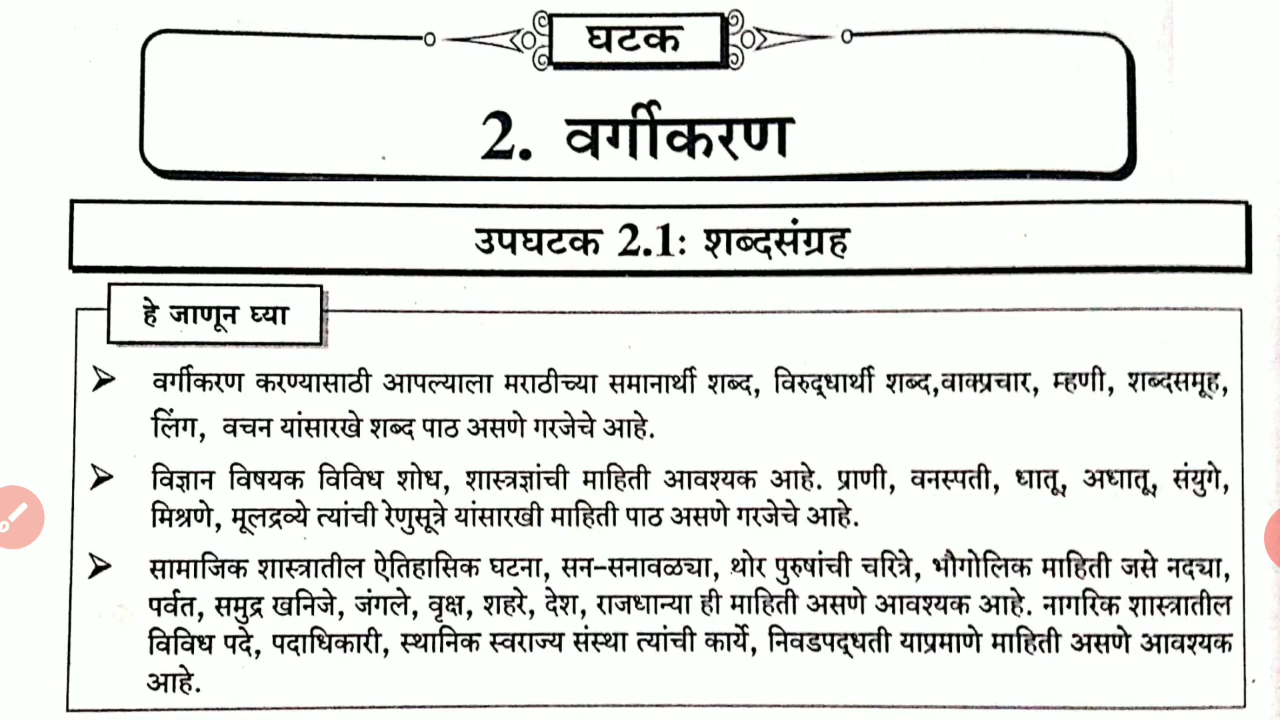 घटक
2. वर्गीकरण
उपघटक 2.1: शब्दसंग्रह
हे जाणून घ्या
➤ वर्गीकरण करण्यासाठी आपल्याला मराठीच्या समानार्थी शब्द, विरुद्धार्थी शब्द,वाक्प्रचार, म्हणी, शब्दसमूह,
लिंग, वचन यांसारखे शब्द पाठ असणे गरजेचे आहे.
➤ विज्ञान विषयक विविध शोध, शास्त्रज्ञांची माहिती आवश्यक आहे. प्राणी, वनस्पती, धातू, अधातू, संयुगे,
मिश्रणे, मूलद्रव्ये त्यांची रेणुसूत्रे यांसारखी माहिती पाठ असणे गरजेचे आहे.
➤ सामाजिक शास्त्रातील ऐतिहासिक घटना, सन-सनावळ्या, थोर पुरुषांची चरित्रे, भौगोलिक माहिती जसे नद्या,
पर्वत, समुद्र खनिजे, जंगले, वृक्ष, शहरे, देश, राजधान्या ही माहिती असणे आवश्यक आहे. नागरिक शास्त्रातील
विविध पदे, पदाधिकारी, स्थानिक स्वराज्य संस्था त्यांची कार्ये, निवडपद्धती याप्रमाणे माहिती असणे आवश्यक
आहे.